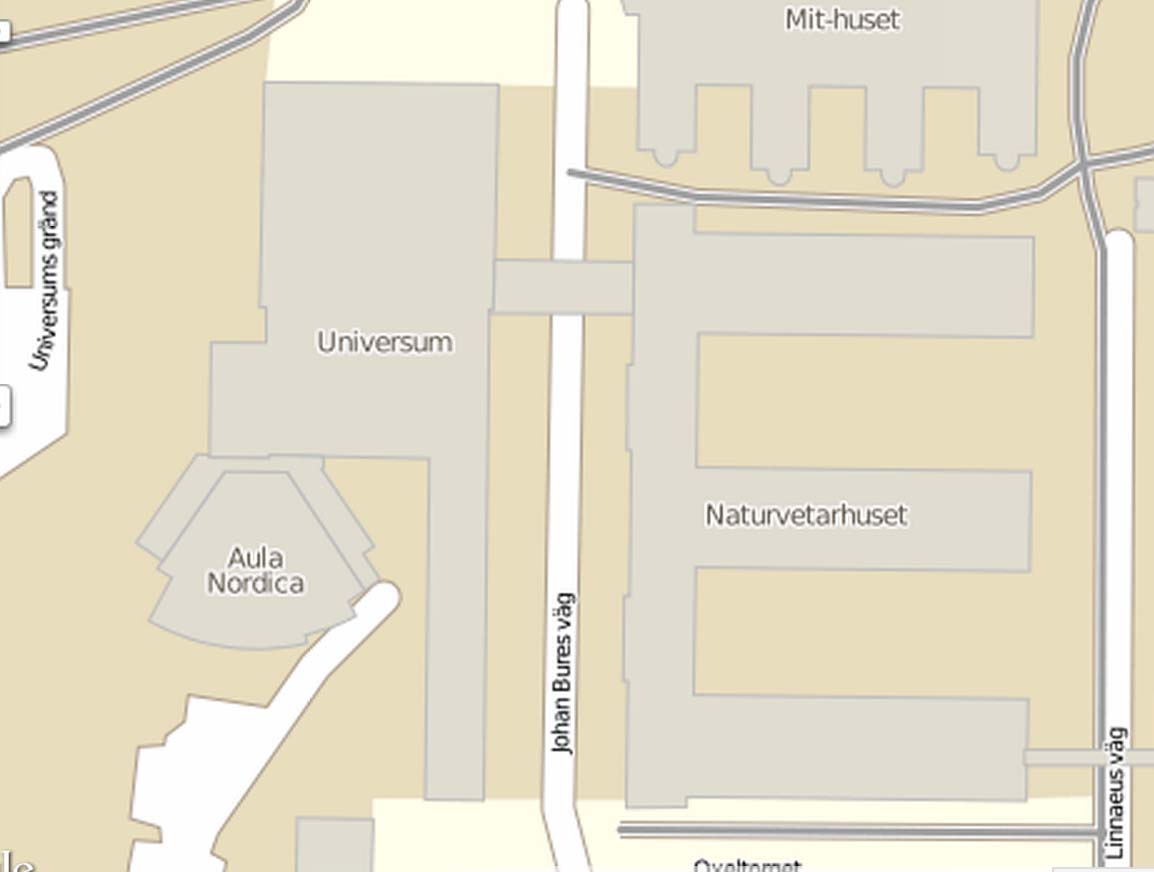 Mit-huset
Universums gränd
Universum
Naturvetarhuset
Aula
Nordica
Johan Bures väg
Linnaeus väg